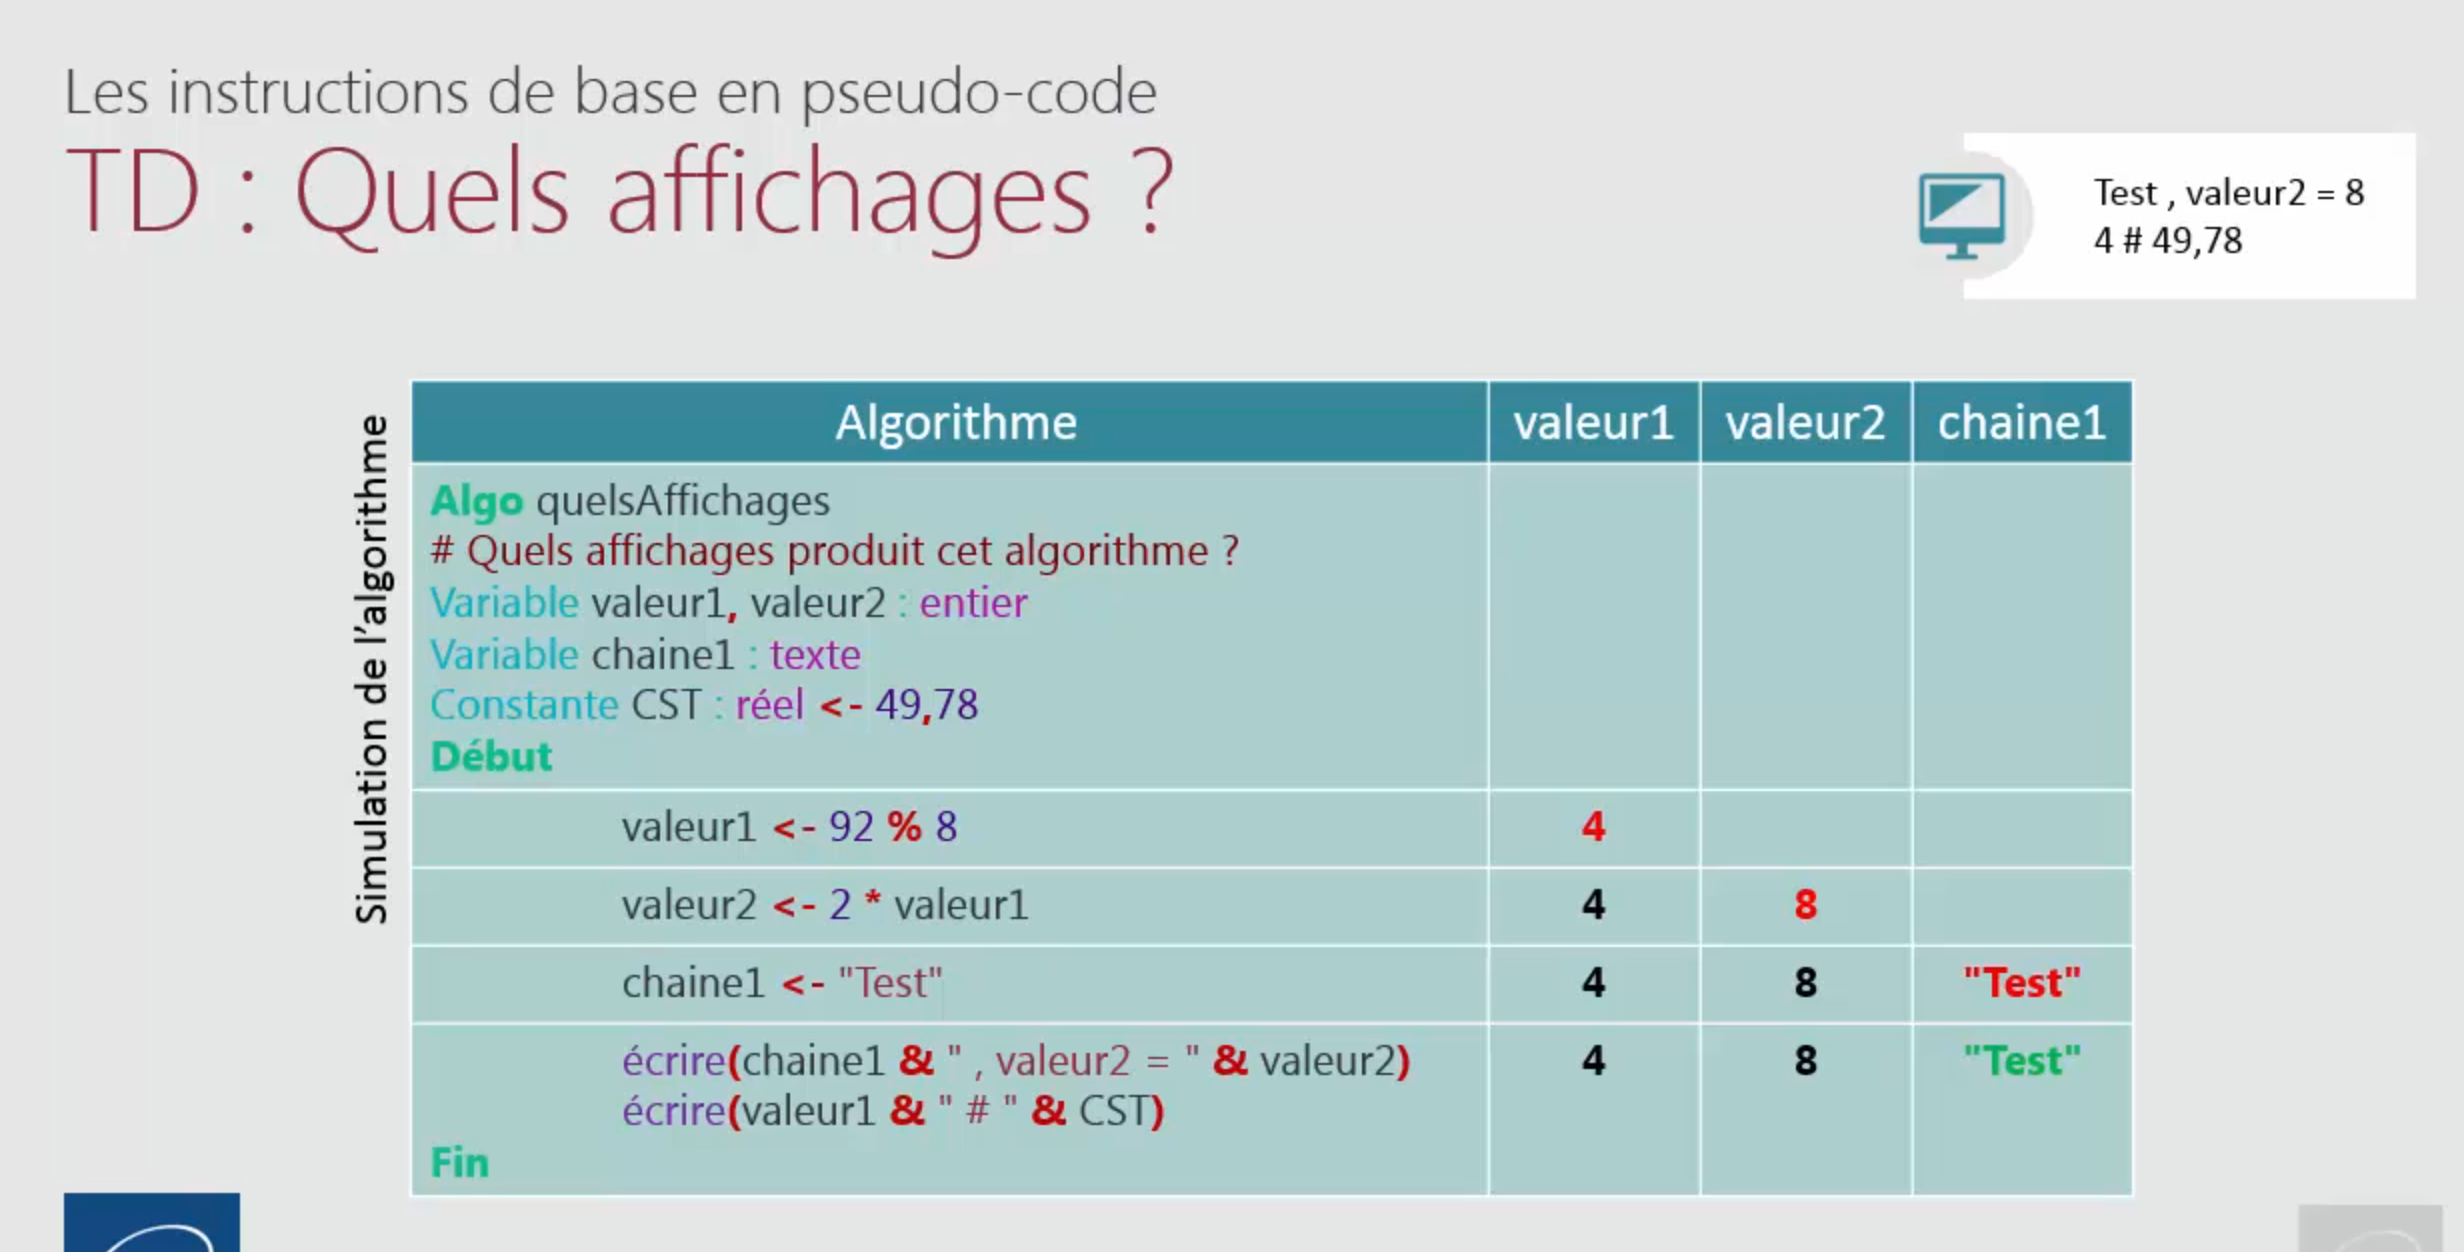 Les instructions de base en pseudo-code
TD : Quels affichages ?
Test , valeur2 = 8
4 # 49,78
Simulation de l'algorithme
Algorithme valeur1 valeur2 chaine1
Algo quelsAffichages
# Quels affichages produit cet algorithme ?
Variable valeur1, valeur2 : entier
Variable chaine1 : texte
Constante CST : réel <- 49,78
Début
valeur1 <- 92 % 8 4
valeur2 <- 2 * valeur1 4 8
chaine1 <- "Test" 4 8 "Test"
écrire(chaine1 & " , valeur2 = " & valeur2) 4 8 "Test"
écrire(valeur1 & " # " & CST)
Fin